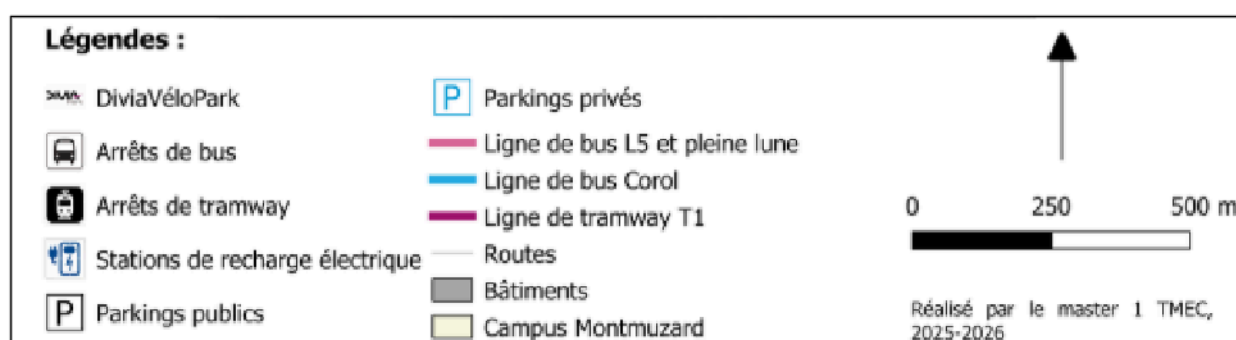 Légendes :
DiviaVéloPark
Arrêts de bus
Arrêts de tramway
Stations de recharge électrique
P Parkings publics
P Parkings privés
Ligne de bus L5 et pleine lune
Ligne de bus Corol
Ligne de tramway T1
Routes
Bâtiments
Campus Montmuzard
0 250 500 m
Réalisé par le master 1 TMEC,
2025-2026